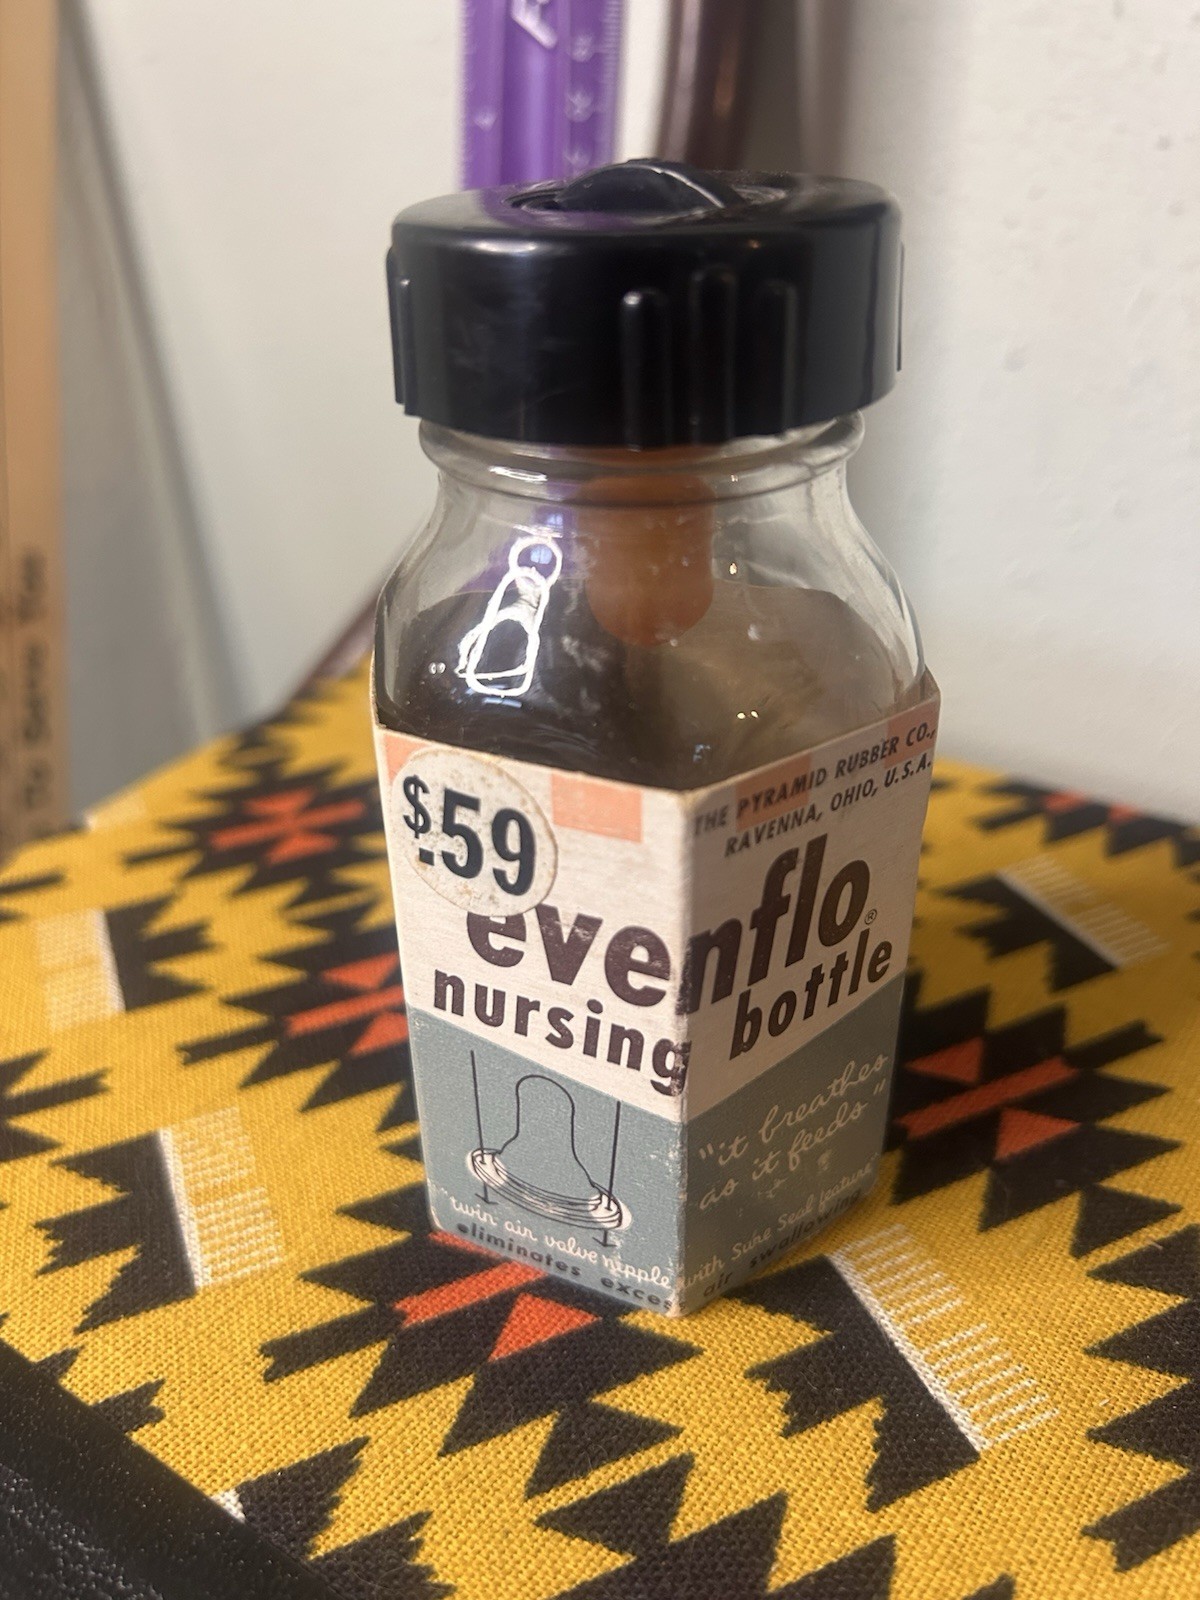 $.59
THE PYRAMID RUBBER CO.,
RAVENNA, OHIO, U.S.A.
evenflo®
nursing bottle
"it breathes
as it feeds"
"twin air valve nipple
with Sure Seal feature"
eliminates exces
air swallowing